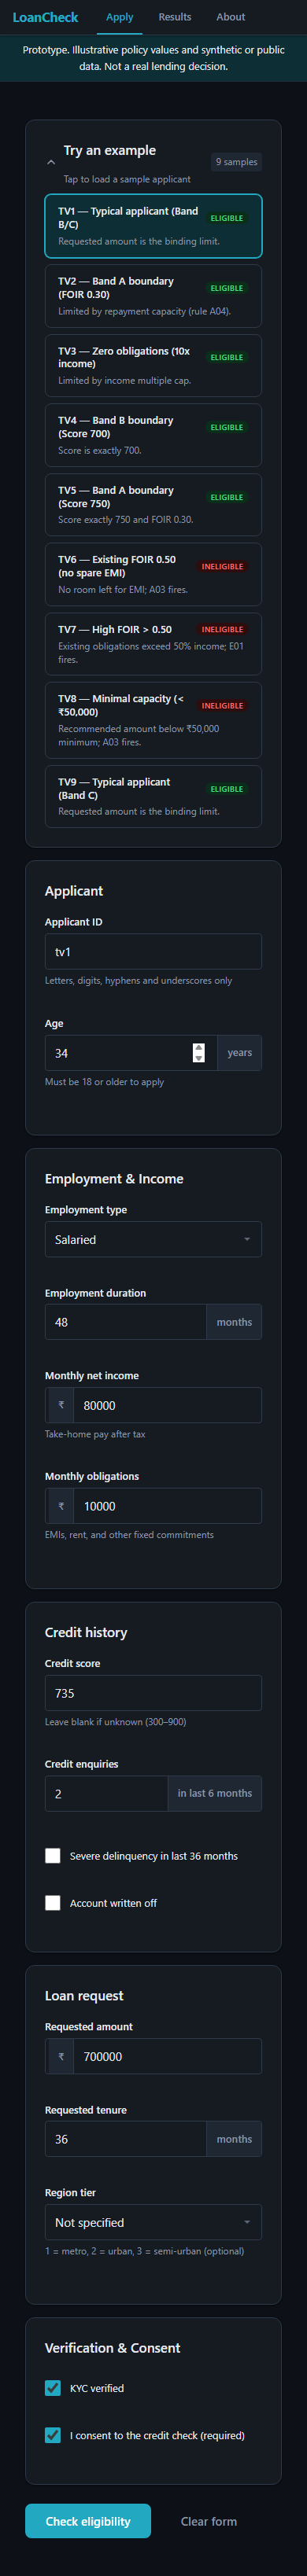 LoanCheck Apply Results About
Prototype. Illustrative policy values and synthetic or public
data. Not a real lending decision.
Try an example
9 samples
Tap to load a sample applicant
TV1 — Typical applicant (Band
B/C)
ELIGIBLE
Requested amount is the binding limit.
TV2 — Band A boundary
(FOIR 0.30)
ELIGIBLE
Limited by repayment capacity (rule A04).
TV3 — Zero obligations (10x
income)
ELIGIBLE
Limited by income multiple cap.
TV4 — Band B boundary
(Score 700)
ELIGIBLE
Score is exactly 700.
TV5 — Band A boundary
(Score 750)
ELIGIBLE
Score exactly 750 and FOIR 0.30.
TV6 — Existing FOIR 0.50
(no spare EMI)
INELIGIBLE
No room left for EMI; A03 fires.
TV7 — High FOIR > 0.50
INELIGIBLE
Existing obligations exceed 50% income; E01
fires.
TV8 — Minimal capacity (<
₹50,000)
INELIGIBLE
Recommended amount below ₹50,000
minimum; A03 fires.
TV9 — Typical applicant
(Band C)
ELIGIBLE
Requested amount is the binding limit.
Applicant
Applicant ID
tv1
Letters, digits, hyphens and underscores only
Age
34 years
Must be 18 or older to apply
Employment & Income
Employment type
Salaried
Employment duration
48 months
Monthly net income
₹ 80000
Take-home pay after tax
Monthly obligations
₹ 10000
EMIs, rent, and other fixed commitments
Credit history
Credit score
735
Leave blank if unknown (300–900)
Credit enquiries
2 in last 6 months
Severe delinquency in last 36 months
Account written off
Loan request
Requested amount
₹ 700000
Requested tenure
36 months
Region tier
Not specified
1 = metro, 2 = urban, 3 = semi-urban (optional)
Verification & Consent
KYC verified
I consent to the credit check (required)
Check eligibility Clear form